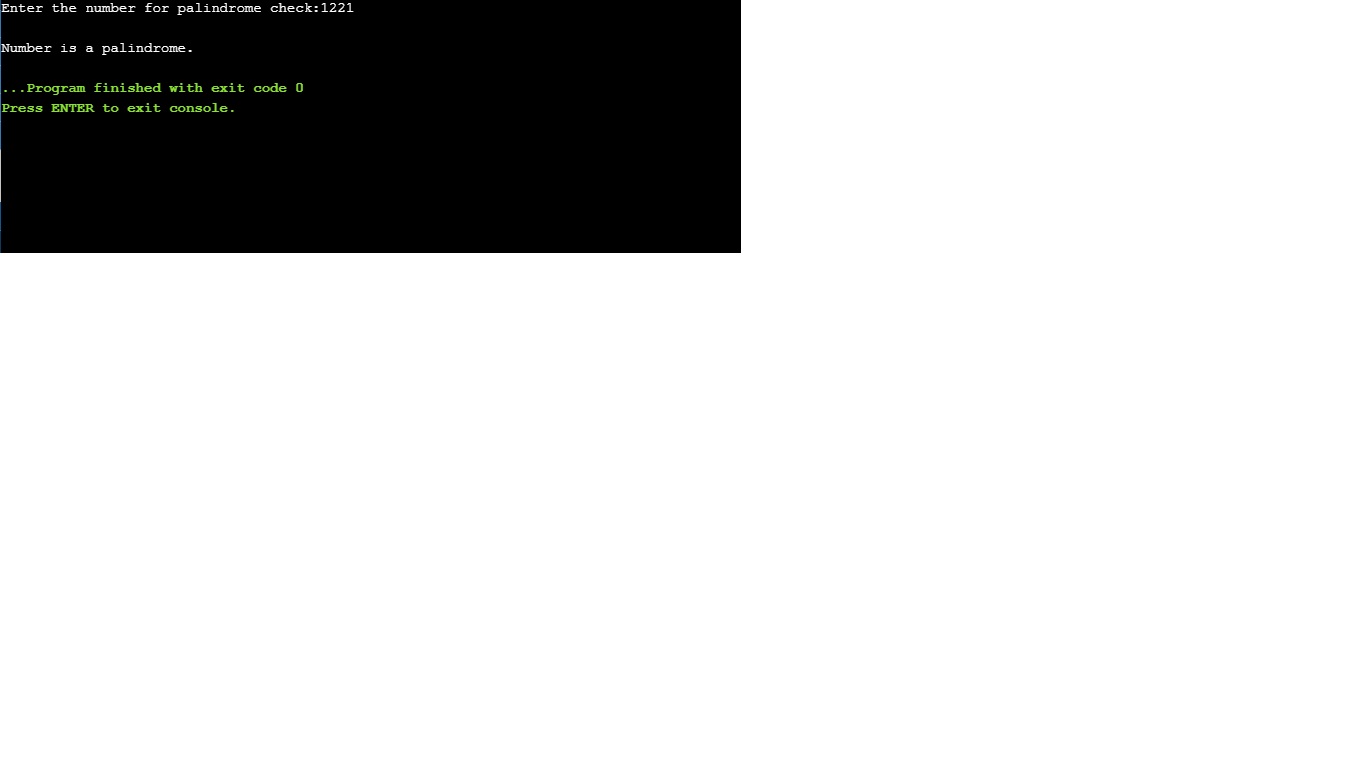 Enter the number for palindrome check:1221
Number is a palindrome.
...Program finished with exit code 0
Press ENTER to exit console.